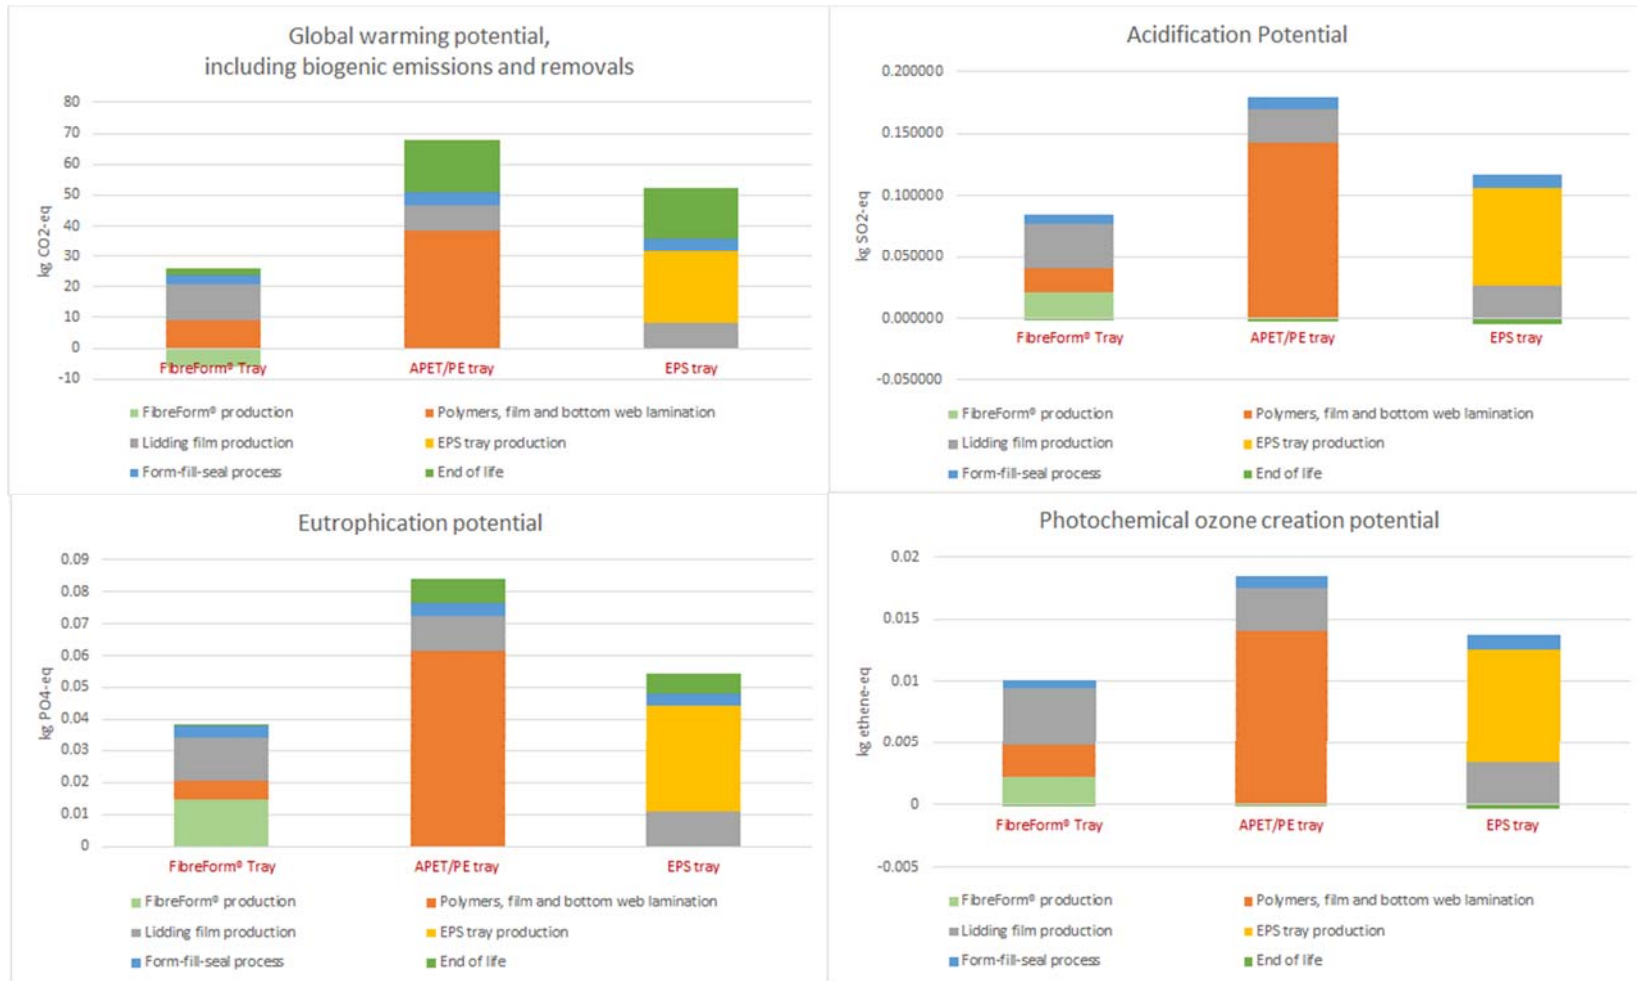 Global warming potential,
including biogenic emissions and removals
kg CO2-eq
80
70
60
50
40
30
20
10
0
-10
FibreForm® Tray
APET/PE tray
EPS tray
FibreForm® production
Polymers, film and bottom web lamination
Lidding film production
EPS tray production
Form-fill-seal process
End of life
Acidification Potential
kg SO2-eq
0.200000
0.150000
0.100000
0.050000
0.000000
-0.050000
FibreForm® Tray
APET/PE tray
EPS tray
FibreForm® production
Polymers, film and bottom web lamination
Lidding film production
EPS tray production
Form-fill-seal process
End of life
Eutrophication potential
kg PO4-eq
0.09
0.08
0.07
0.06
0.05
0.04
0.03
0.02
0.01
0
FibreForm® Tray
APET/PE tray
EPS tray
FibreForm® production
Polymers, film and bottom web lamination
Lidding film production
EPS tray production
Form-fill-seal process
End of life
Photochemical ozone creation potential
kg ethene-eq
0.02
0.015
0.01
0.005
0
-0.005
FibreForm® Tray
APET/PE tray
EPS tray
FibreForm® production
Polymers, film and bottom web lamination
Lidding film production
EPS tray production
Form-fill-seal process
End of life